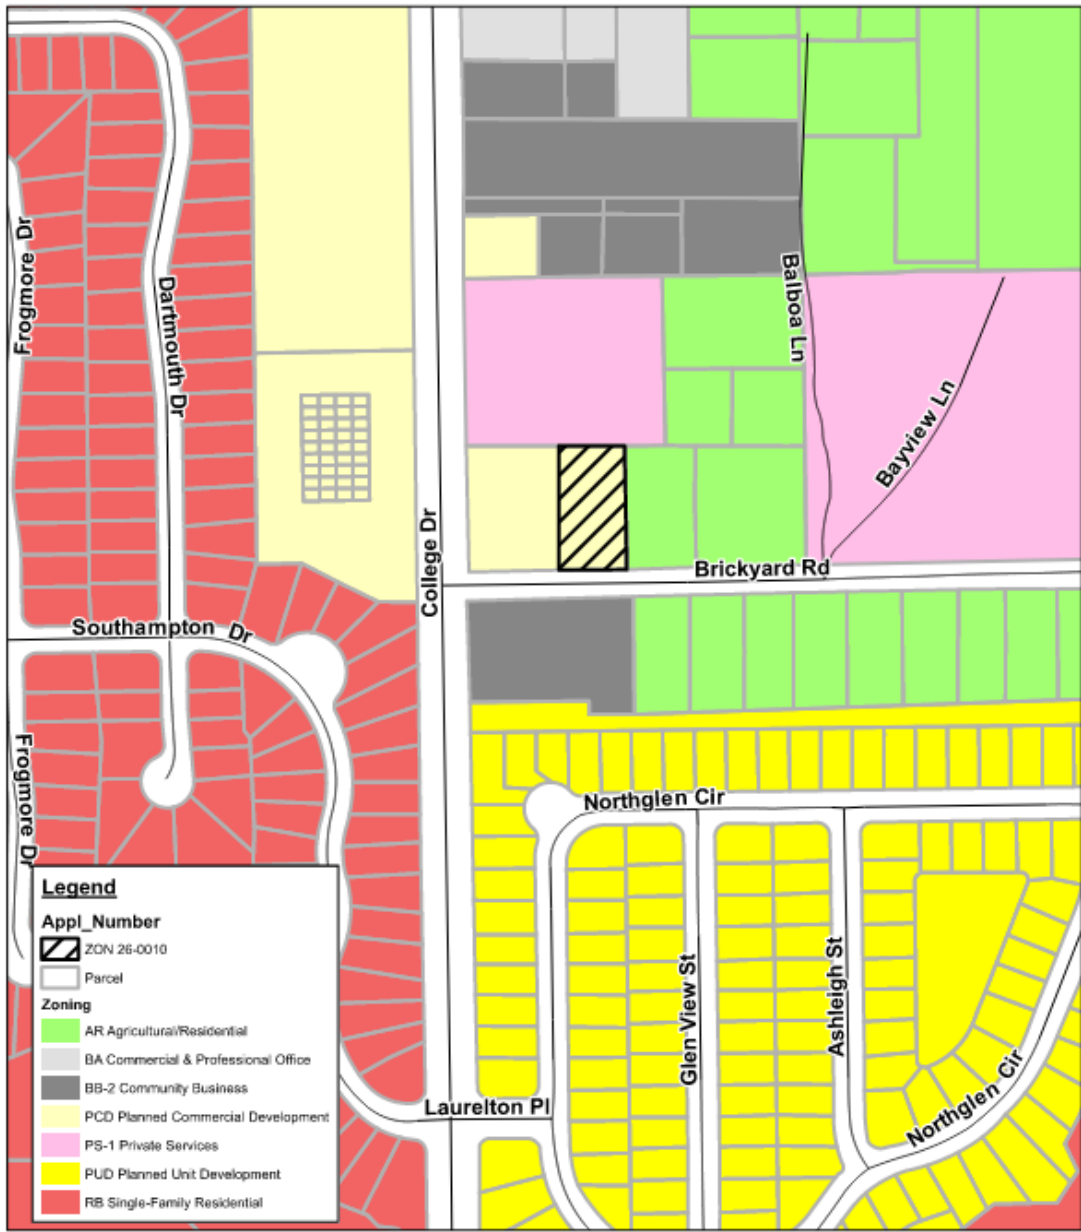 Frogmore Dr
Dartmouth Dr
Balboa Ln
Bayview Ln
College Dr
Brickyard Rd
Southampton Dr
Frogmore Dr
Northglen Cir
Glen View St
Ashleigh St
Northglen Cir
Laurelton Pl
Legend
Appl_Number
ZON 26-0010
Parcel
Zoning
AR Agricultural/Residential
BA Commercial & Professional Office
BB-2 Community Business
PCD Planned Commercial Development
PS-1 Private Services
PUD Planned Unit Development
RB Single-Family Residential